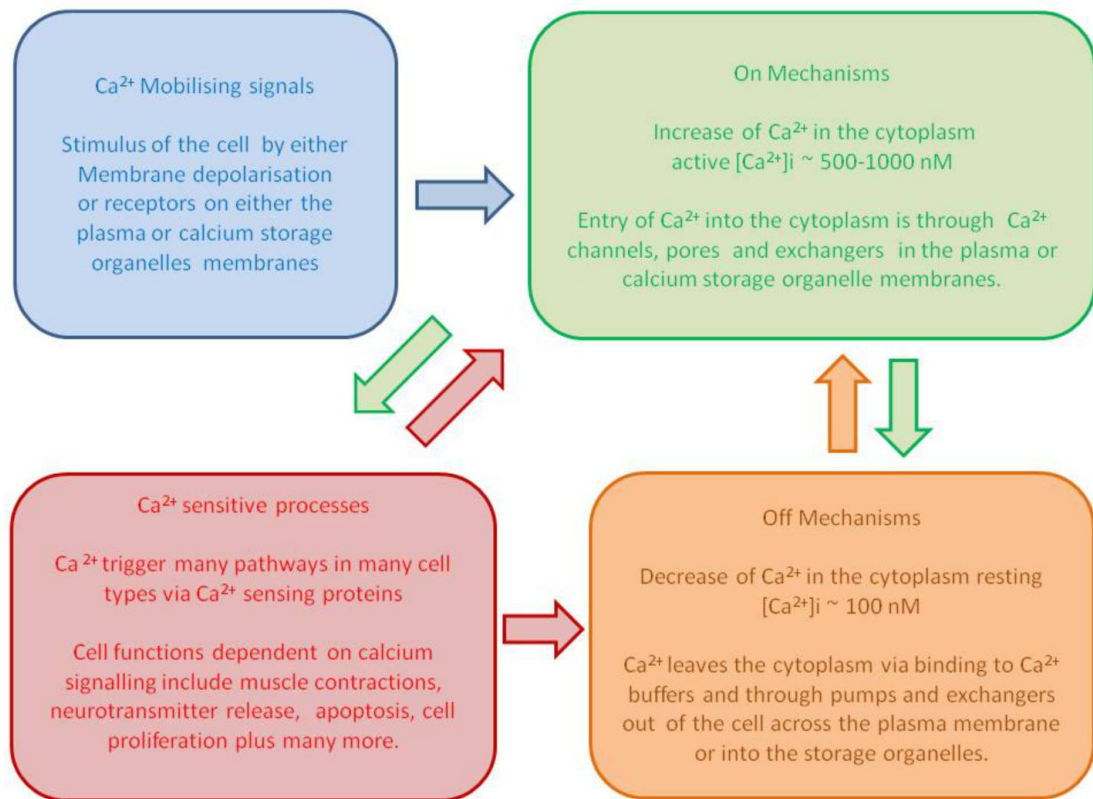 Ca²⁺ Mobilising signals
Stimulus of the cell by either
Membrane depolarisation
or receptors on either the
plasma or calcium storage
organelles membranes
On Mechanisms
Increase of Ca²⁺ in the cytoplasm
active [Ca²⁺]i ~ 500-1000 nM
Entry of Ca²⁺ into the cytoplasm is through Ca²⁺
channels, pores and exchangers in the plasma or
calcium storage organelle membranes.
Ca²⁺ sensitive processes
Ca ²⁺ trigger many pathways in many cell
types via Ca²⁺ sensing proteins
Cell functions dependent on calcium
signalling include muscle contractions,
neurotransmitter release, apoptosis, cell
proliferation plus many more.
Off Mechanisms
Decrease of Ca²⁺ in the cytoplasm resting
[Ca²⁺]i ~ 100 nM
Ca²⁺ leaves the cytoplasm via binding to Ca²⁺
buffers and through pumps and exchangers
out of the cell across the plasma membrane
or into the storage organelles.